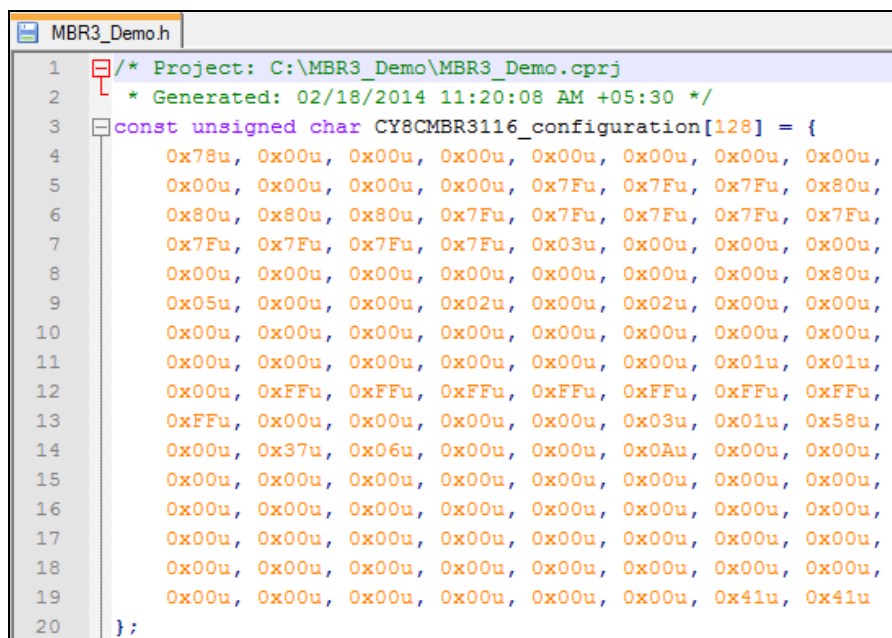 MBR3_Demo.h
1 /* Project: C:\MBR3_Demo\MBR3_Demo.cprj
2 * Generated: 02/18/2014 11:20:08 AM +05:30 */
3 const unsigned char CY8CMBR3116_configuration[128] = {
4 0x78u, 0x00u, 0x00u, 0x00u, 0x00u, 0x00u, 0x00u, 0x00u,
5 0x00u, 0x00u, 0x00u, 0x00u, 0x7Fu, 0x7Fu, 0x7Fu, 0x80u,
6 0x80u, 0x80u, 0x80u, 0x7Fu, 0x7Fu, 0x7Fu, 0x7Fu, 0x7Fu,
7 0x7Fu, 0x7Fu, 0x7Fu, 0x7Fu, 0x03u, 0x00u, 0x00u, 0x00u,
8 0x00u, 0x00u, 0x00u, 0x00u, 0x00u, 0x00u, 0x00u, 0x80u,
9 0x05u, 0x00u, 0x00u, 0x02u, 0x00u, 0x02u, 0x00u, 0x00u,
10 0x00u, 0x00u, 0x00u, 0x00u, 0x00u, 0x00u, 0x00u, 0x00u,
11 0x00u, 0x00u, 0x00u, 0x00u, 0x00u, 0x00u, 0x01u, 0x01u,
12 0x00u, 0xFFu, 0xFFu, 0xFFu, 0xFFu, 0xFFu, 0xFFu, 0xFFu,
13 0xFFu, 0x00u, 0x00u, 0x00u, 0x00u, 0x03u, 0x01u, 0x58u,
14 0x00u, 0x37u, 0x06u, 0x00u, 0x00u, 0x0Au, 0x00u, 0x00u,
15 0x00u, 0x00u, 0x00u, 0x00u, 0x00u, 0x00u, 0x00u, 0x00u,
16 0x00u, 0x00u, 0x00u, 0x00u, 0x00u, 0x00u, 0x00u, 0x00u,
17 0x00u, 0x00u, 0x00u, 0x00u, 0x00u, 0x00u, 0x00u, 0x00u,
18 0x00u, 0x00u, 0x00u, 0x00u, 0x00u, 0x00u, 0x00u, 0x00u,
19 0x00u, 0x00u, 0x00u, 0x00u, 0x00u, 0x00u, 0x41u, 0x41u
20 };